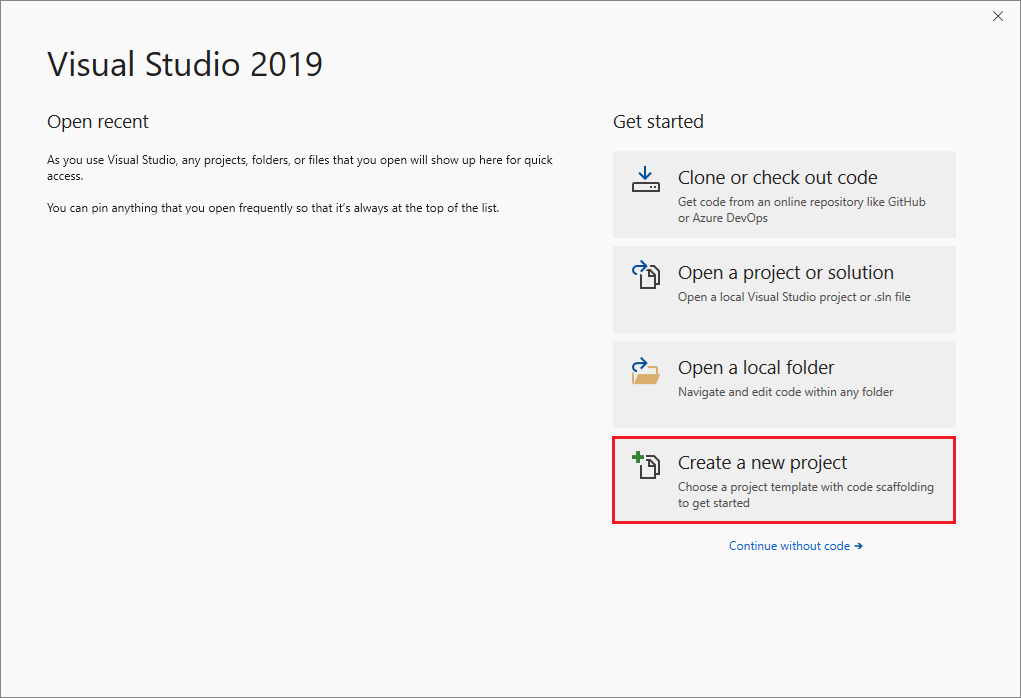 Visual Studio 2019
Open recent
As you use Visual Studio, any projects, folders, or files that you open will show up here for quick
access.
You can pin anything that you open frequently so that it's always at the top of the list.
Get started
Clone or check out code
Get code from an online repository like GitHub
or Azure DevOps
Open a project or solution
Open a local Visual Studio project or .sln file
Open a local folder
Navigate and edit code within any folder
Create a new project
Choose a project template with code scaffolding
to get started
Continue without code →